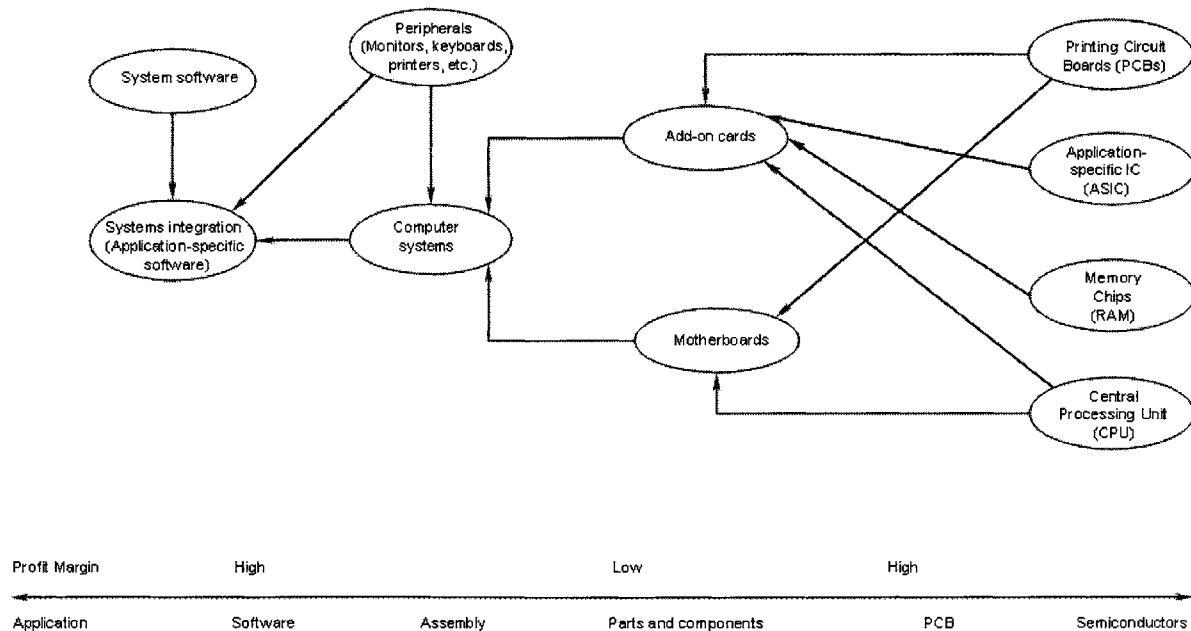 Peripherals
(Monitors, keyboards,
printers, etc.)
System software
Printing Circuit
Boards (PCBs)
Add-on cards
Application-
specific IC
(ASIC)
Systems integration
(Application-specific
software)
Computer
systems
Memory
Chips
(RAM)
Motherboards
Central
Processing Unit
(CPU)
Profit Margin High Low High
Application Software Assembly Parts and components PCB Semiconductors